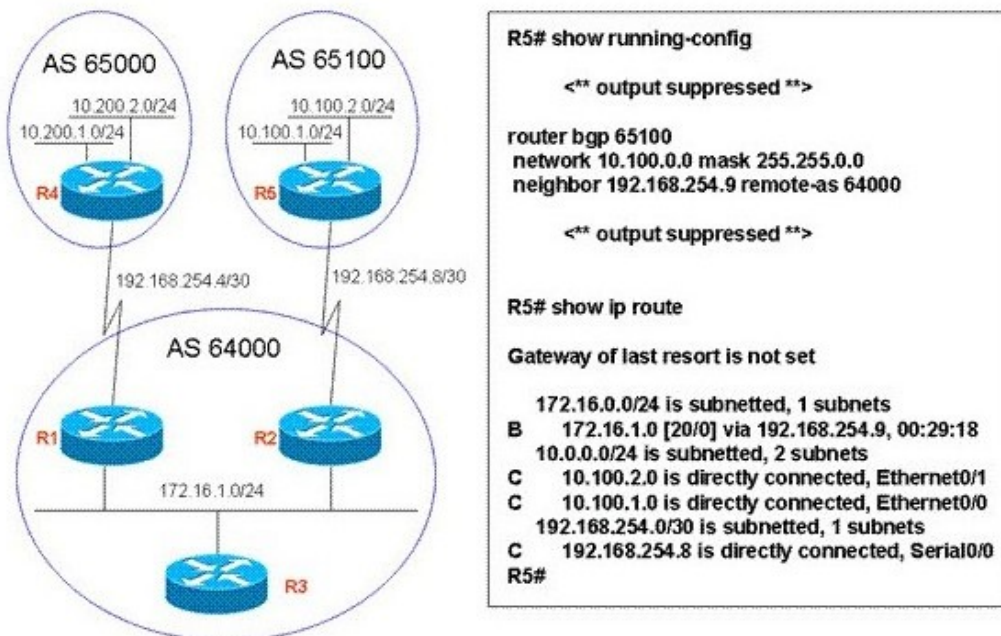 AS 65000
10.200.2.0/24
10.200.1.0/24
R4
AS 65100
10.100.2.0/24
10.100.1.0/24
R5
192.168.254.4/30
192.168.254.8/30
AS 64000
R1
R2
172.16.1.0/24
R3
R5# show running-config
<** output suppressed **>
router bgp 65100
network 10.100.0.0 mask 255.255.0.0
neighbor 192.168.254.9 remote-as 64000
<** output suppressed **>
R5# show ip route
Gateway of last resort is not set
172.16.0.0/24 is subnetted, 1 subnets
B 172.16.1.0 [20/0] via 192.168.254.9, 00:29:18
10.0.0.0/24 is subnetted, 2 subnets
C 10.100.2.0 is directly connected, Ethernet0/1
C 10.100.1.0 is directly connected, Ethernet0/0
192.168.254.0/30 is subnetted, 1 subnets
C 192.168.254.8 is directly connected, Serial0/0
R5#